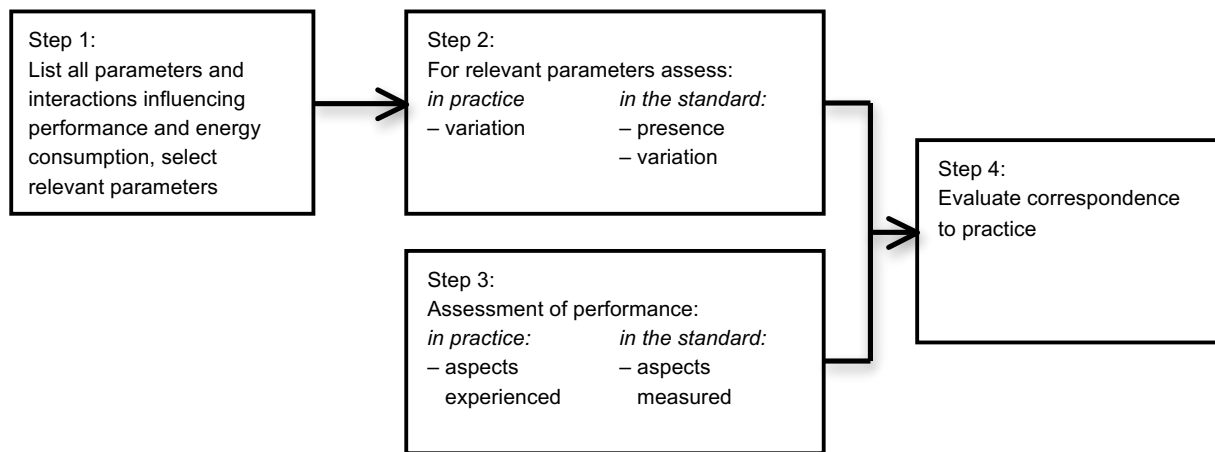 Step 1:
List all parameters and
interactions influencing
performance and energy
consumption, select
relevant parameters
Step 2:
For relevant parameters assess:
in practice in the standard:
– variation – presence
– variation
Step 3:
Assessment of performance:
in practice: in the standard:
– aspects – aspects
experienced measured
Step 4:
Evaluate correspondence
to practice